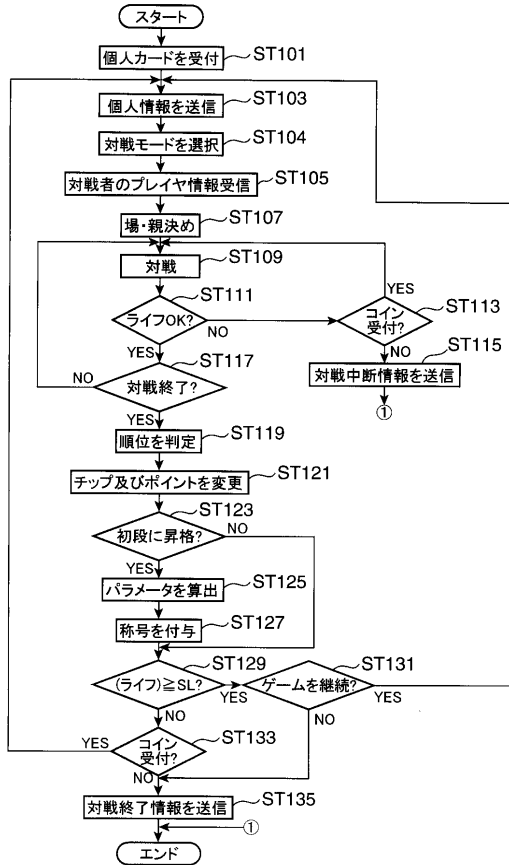 スタート
個人カードを受付
ST101
個人情報を送信
ST103
対戦モードを選択
ST104
対戦者のプレイヤ情報受信
ST105
場・親決め
ST107
対戦
ST109
ライフOK?
ST111
NO
YES
コイン
受付?
ST113
YES
NO
対戦中断情報を送信
ST115
①
対戦終了?
ST117
NO
YES
順位を判定
ST119
チップ及びポイントを変更
ST121
初段に昇格?
ST123
NO
YES
パラメータを算出
ST125
称号を付与
ST127
(ライフ)≧SL?
ST129
YES
NO
ゲームを継続?
ST131
YES
NO
コイン
受付?
ST133
YES
NO
対戦終了情報を送信
ST135
①
エンド